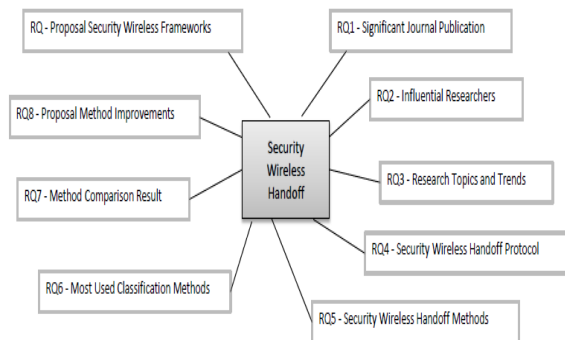 RQ - Proposal Security Wireless Frameworks
RQ1 - Significant Journal Publication
RQ2 - Influential Researchers
RQ8 - Proposal Method Improvements
Security
Wireless
Handoff
RQ3 - Research Topics and Trends
RQ7 - Method Comparison Result
RQ4 - Security Wireless Handoff Protocol
RQ6 - Most Used Classification Methods
RQ5 - Security Wireless Handoff Methods